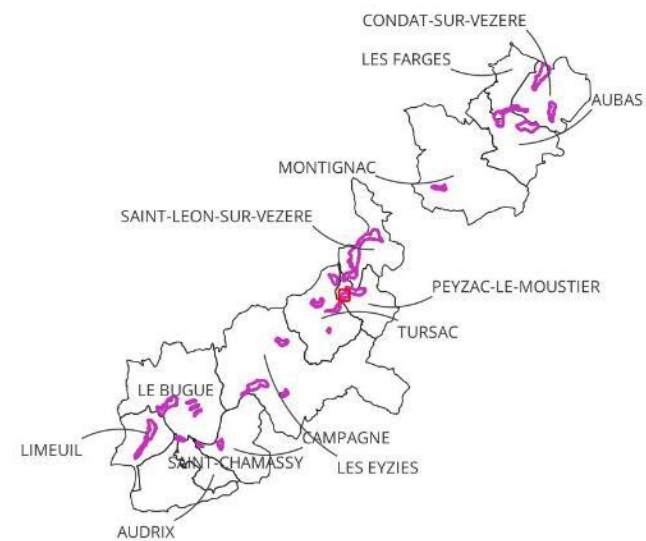 CONDAT-SUR-VEZERE
LES FARGES
AUBAS
MONTIGNAC
SAINT-LEON-SUR-VEZERE
PEYZAC-LE-MOUSTIER
TURSAC
LE BUGUE
CAMPAGNE
LIMEUIL
SAINT-CHAMASSY
LES EYZIES
AUDRIX